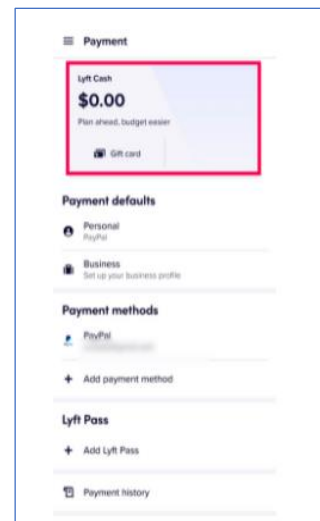 Payment
Lyft Cash
$0.00
Plan ahead, budget easier
Gift card
Payment defaults
Personal
PayPal
Business
Set up your business profile
Payment methods
PayPal
+ Add payment method
Lyft Pass
+ Add Lyft Pass
Payment history